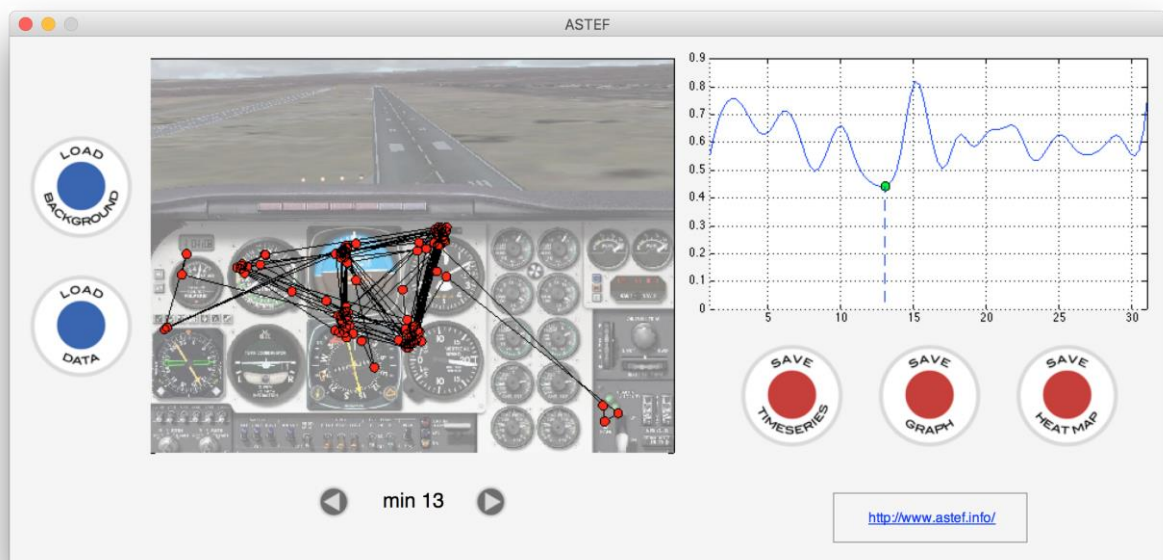 ASTEF
LOAD
BACKGROUND
LOAD
DATA
0.9
0.8
0.7
0.6
0.5
0.4
0.3
0.2
0.1
0
5
10
15
20
25
30
SAVE
TIMESERIES
SAVE
GRAPH
SAVE
HEAT MAP
min 13
http://www.astef.info/